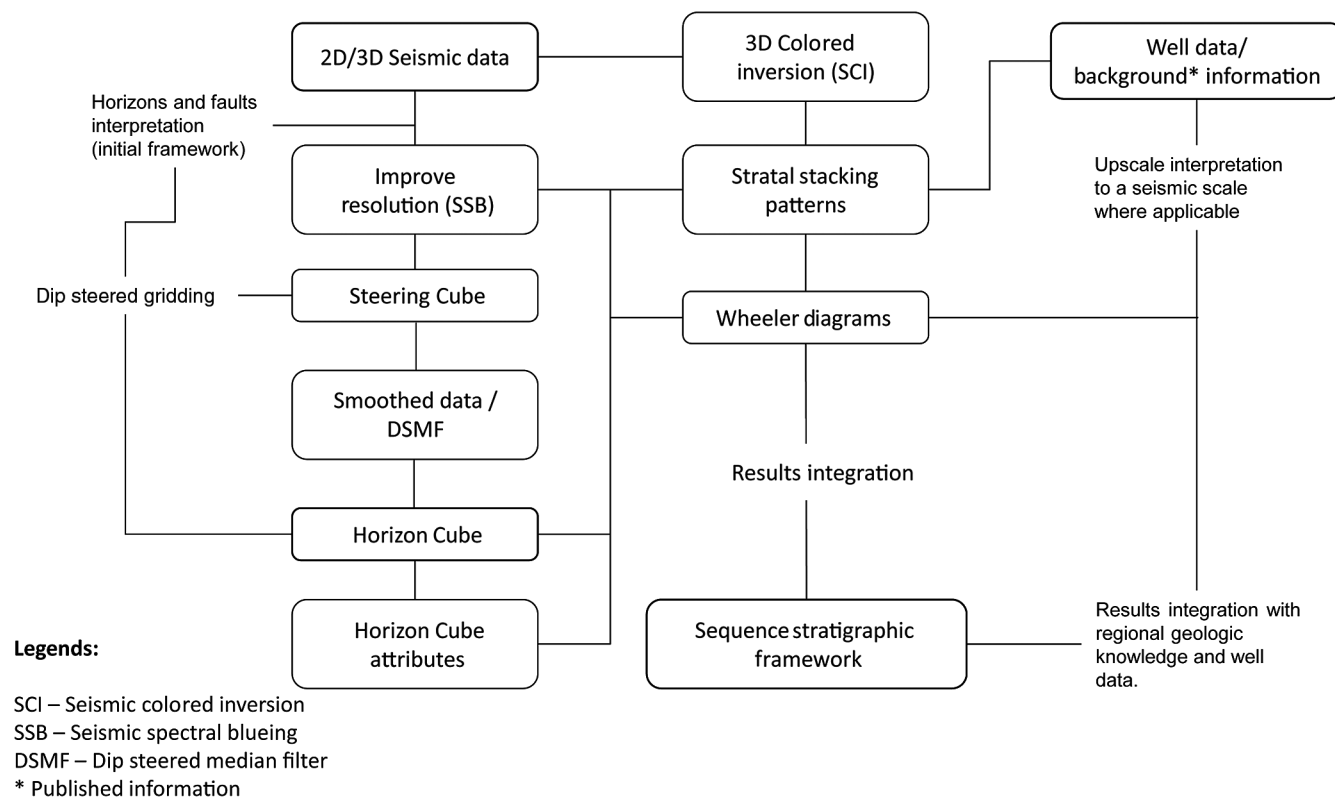 2D/3D Seismic data
3D Colored
inversion (SCI)
Well data/
background* information
Horizons and faults
interpretation
(initial framework)
Improve
resolution (SSB)
Stratal stacking
patterns
Upscale interpretation
to a seismic scale
where applicable
Dip steered gridding
Steering Cube
Wheeler diagrams
Smoothed data /
DSMF
Results integration
Horizon Cube
Horizon Cube
attributes
Sequence stratigraphic
framework
Results integration with
regional geologic
knowledge and well
data.
Legends:
SCI – Seismic colored inversion
SSB – Seismic spectral blueing
DSMF – Dip steered median filter
* Published information